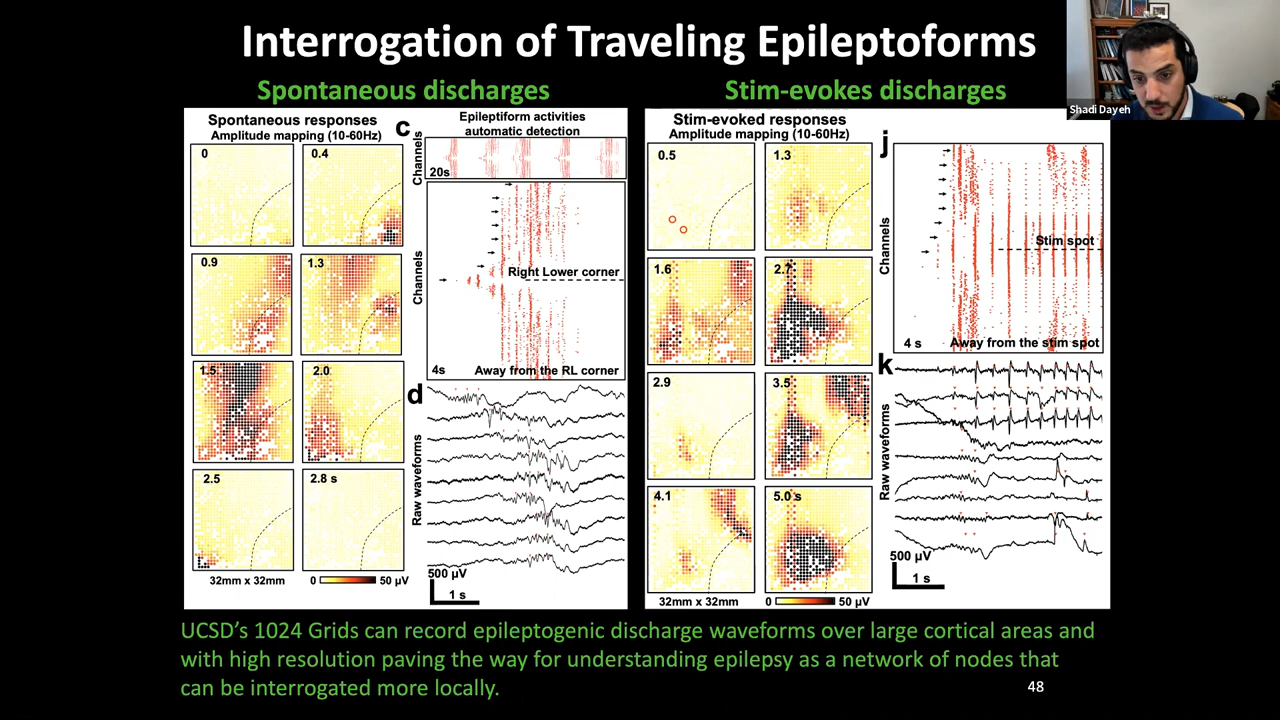 Interrogation of Traveling Epileptoforms
Shadi Dayeh
Spontaneous discharges
Stim-evokes discharges
Spontaneous responses
Amplitude mapping (10-60Hz)
0
0.4
0.9
1.3
1.5
2.0
2.5
2.8 s
32mm x 32mm
0
50 µV
c
Epileptiform activities
automatic detection
Channels
20s
Channels
Right Lower corner
4s
Away from the RL corner
d
Raw waveforms
500 µV
1 s
Stim-evoked responses
Amplitude mapping (10-60Hz)
0.5
1.3
1.6
2.7
2.9
3.5
4.1
5.0 s
32mm x 32mm
0
50 µV
j
Channels
Stim spot
4 s
Away from the stim spot
k
Raw waveforms
500 µV
1 s
UCSD's 1024 Grids can record epileptogenic discharge waveforms over large cortical areas and
with high resolution paving the way for understanding epilepsy as a network of nodes that
can be interrogated more locally.
48